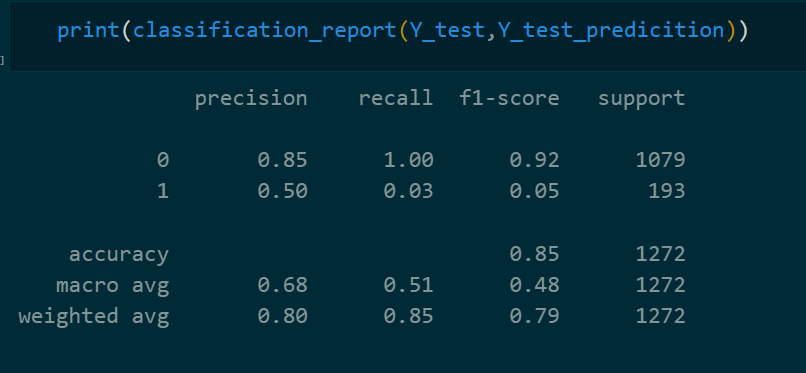 print(classification_report(Y_test,Y_test_predicition))
]
precision recall f1-score support
0 0.85 1.00 0.92 1079
1 0.50 0.03 0.05 193
accuracy 0.85 1272
macro avg 0.68 0.51 0.48 1272
weighted avg 0.80 0.85 0.79 1272